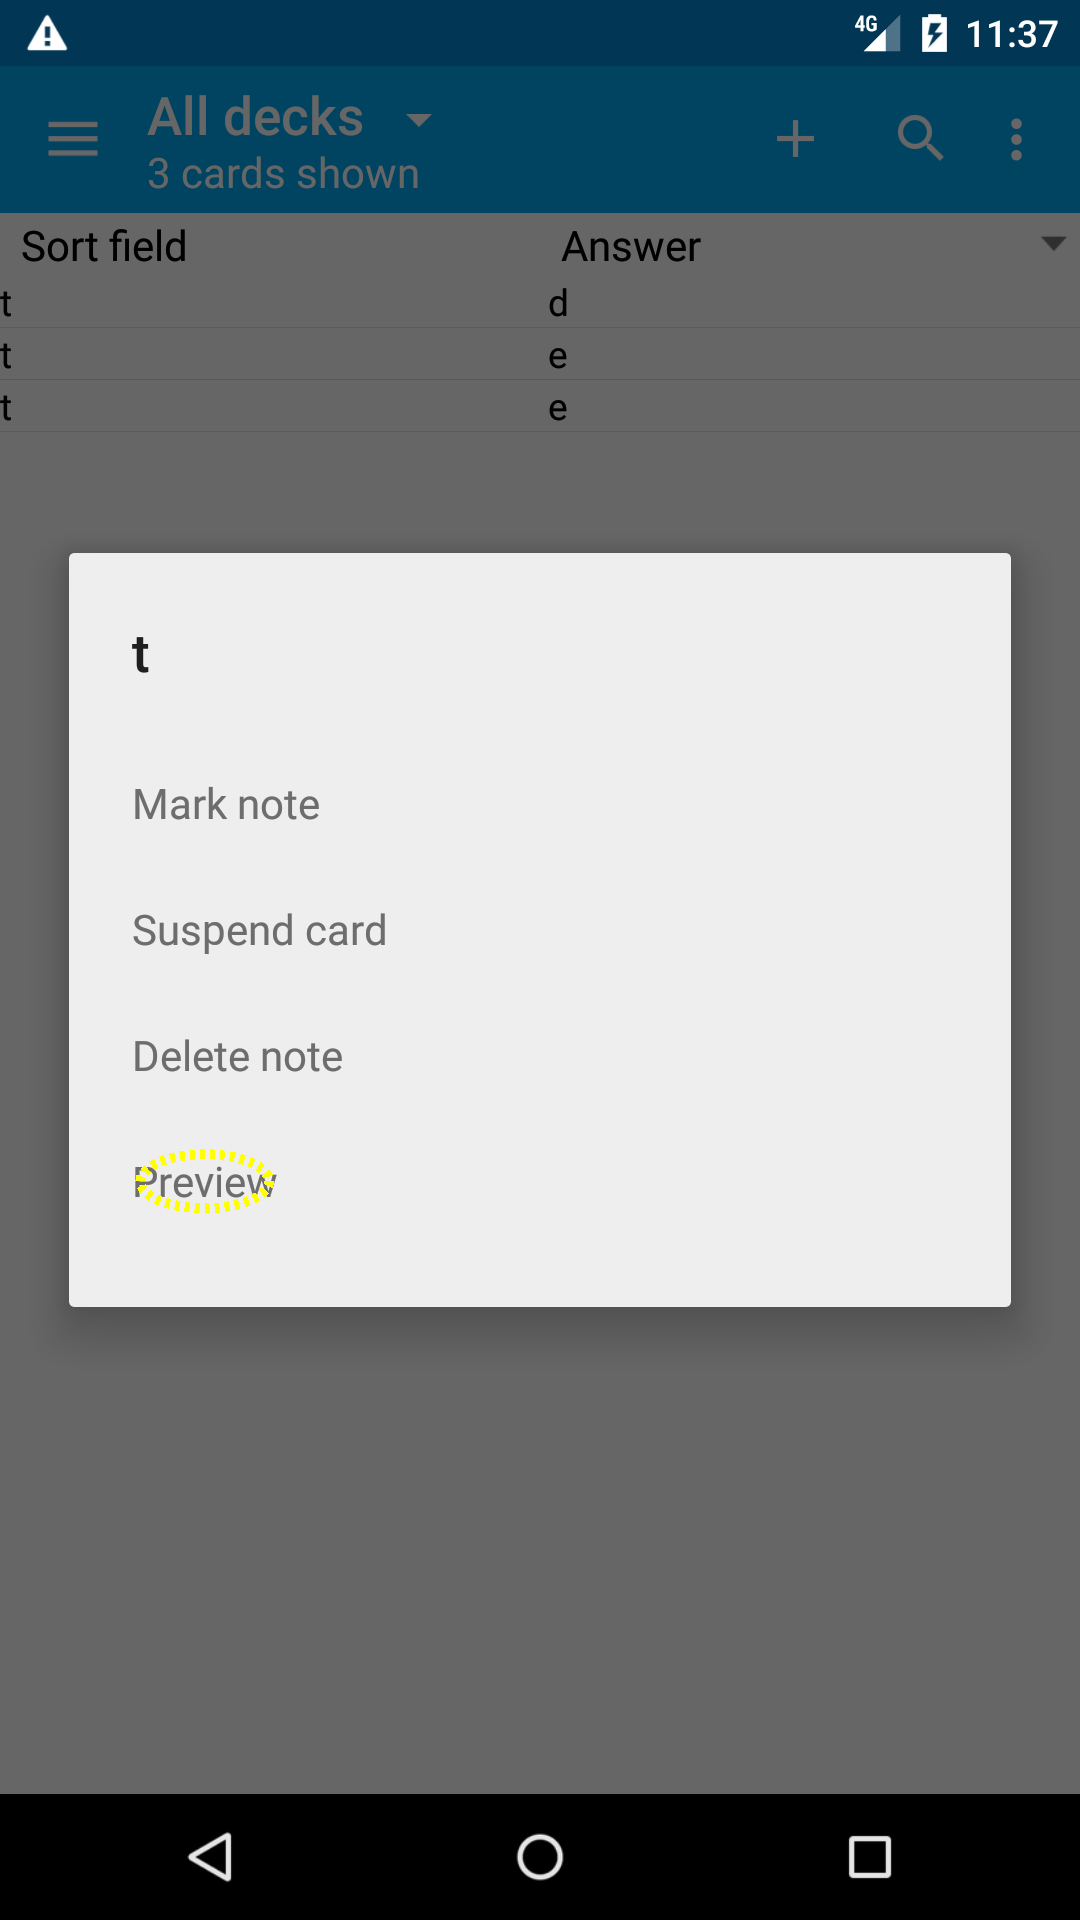 4G 11:37
All decks
3 cards shown
Sort field Answer
t d
t e
t e
t
Mark note
Suspend card
Delete note
Preview